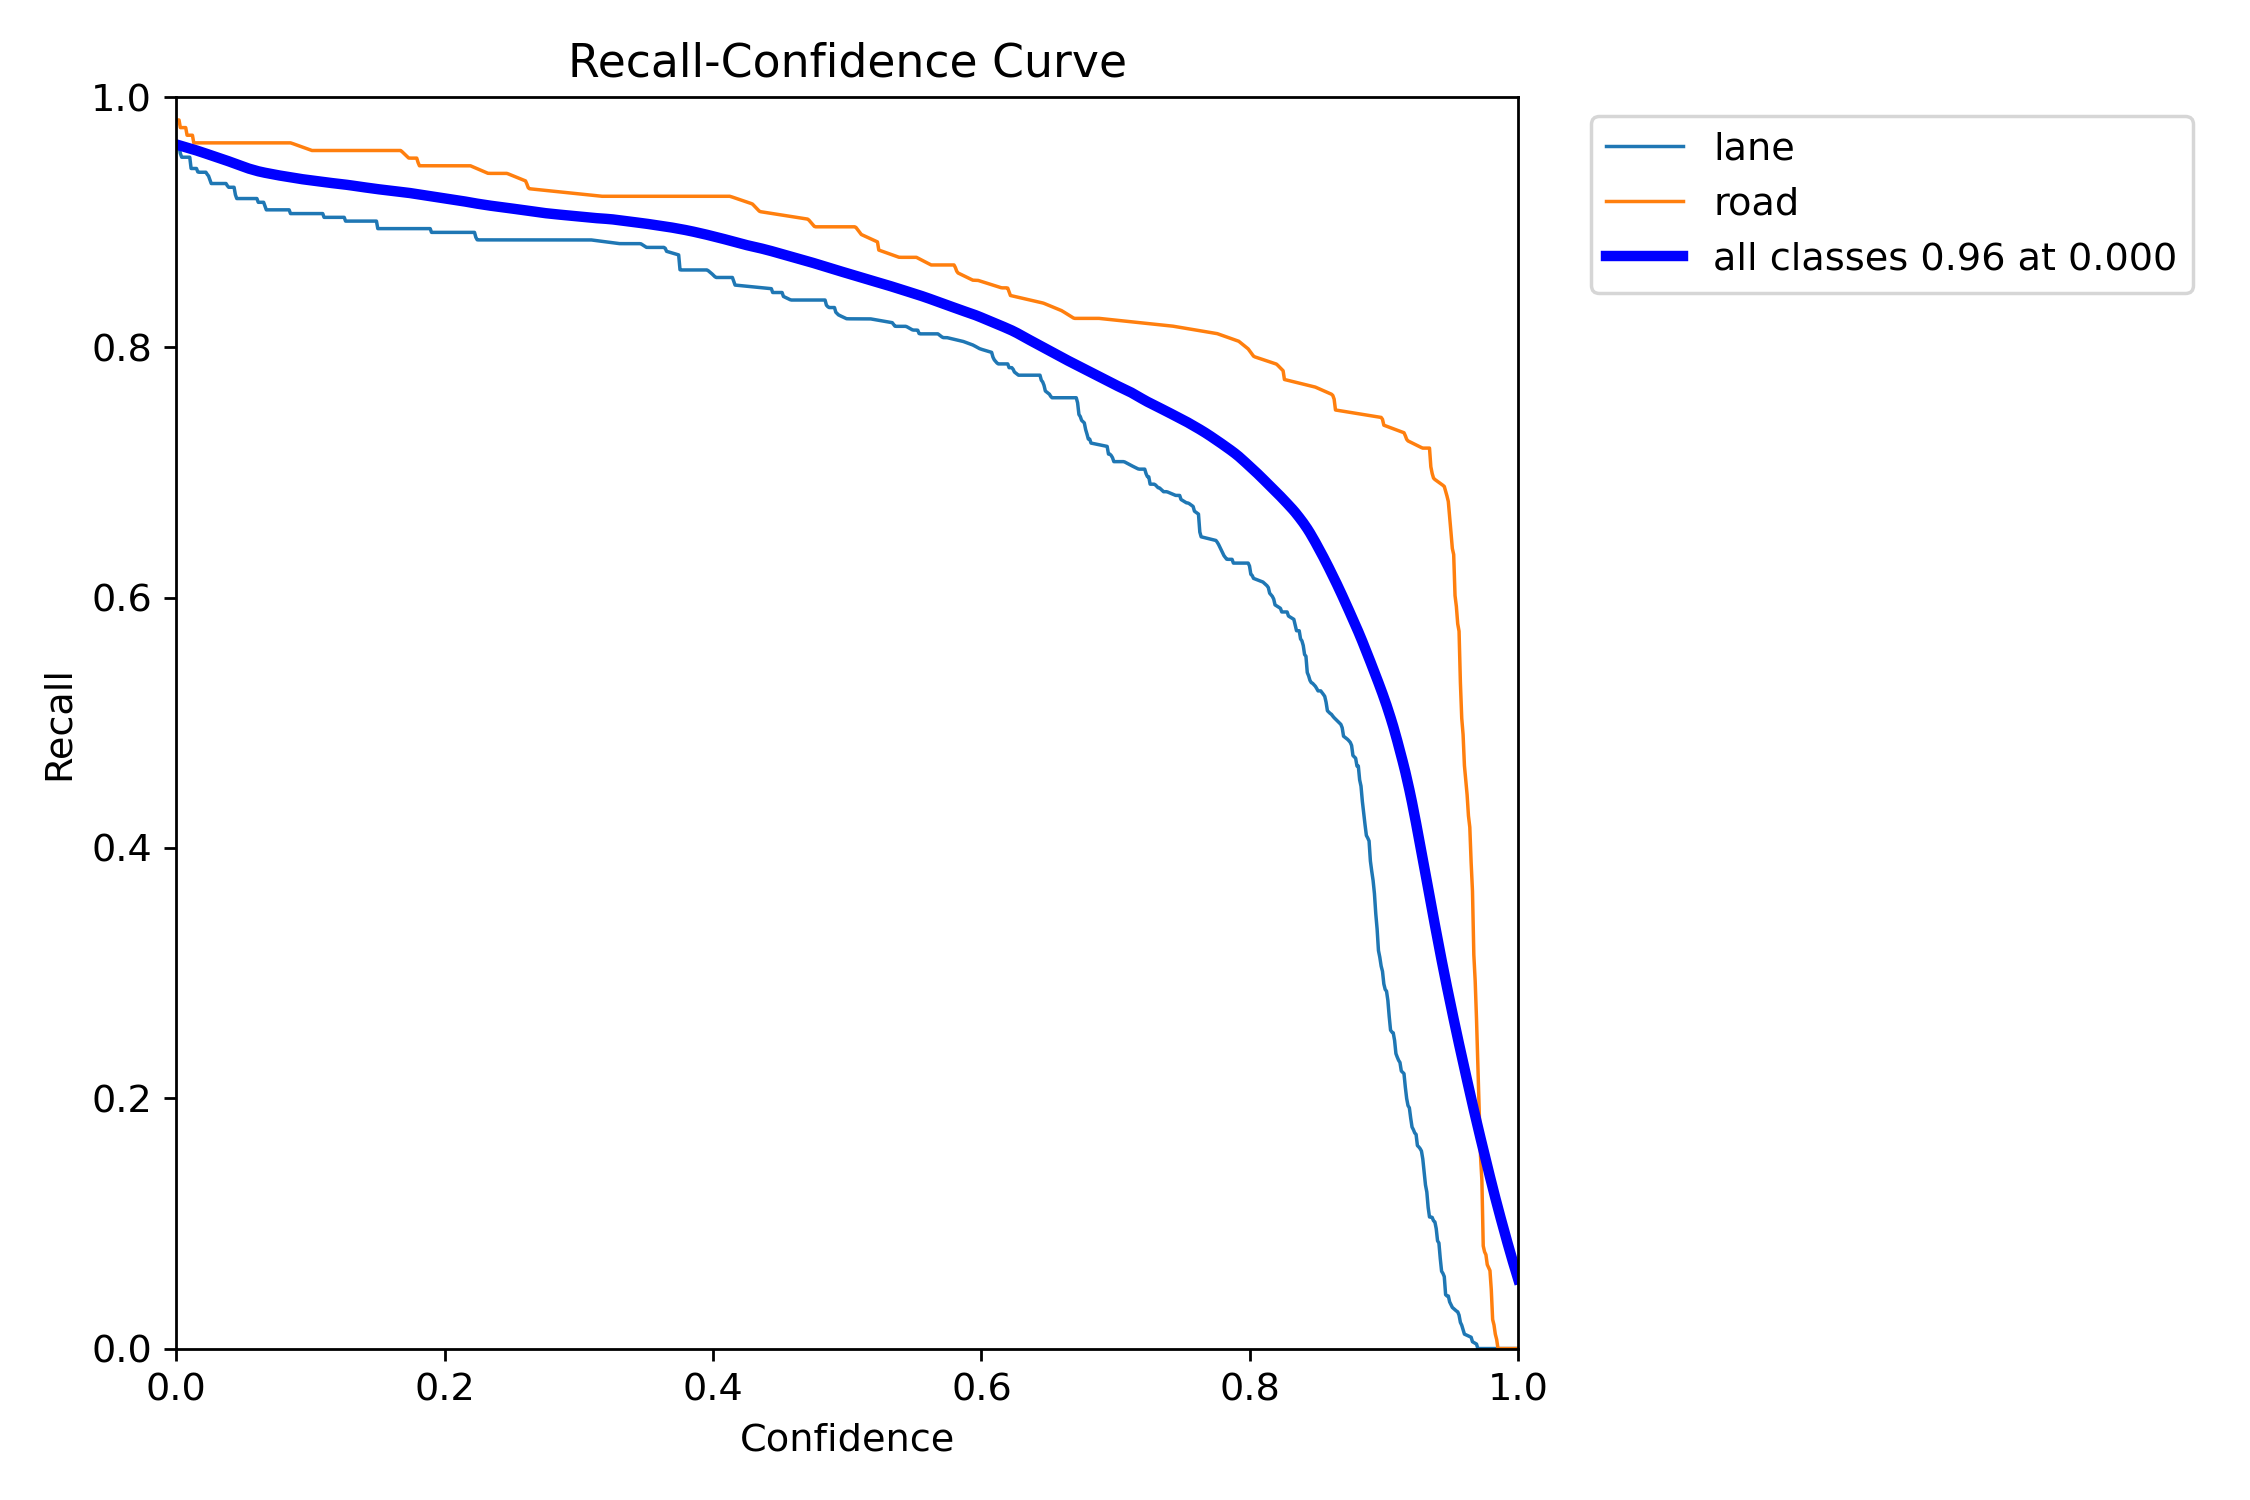 Recall-Confidence Curve
1.0
0.8
0.6
0.4
0.2
0.0
Recall
0.0 0.2 0.4 0.6 0.8 1.0
Confidence
lane
road
all classes 0.96 at 0.000